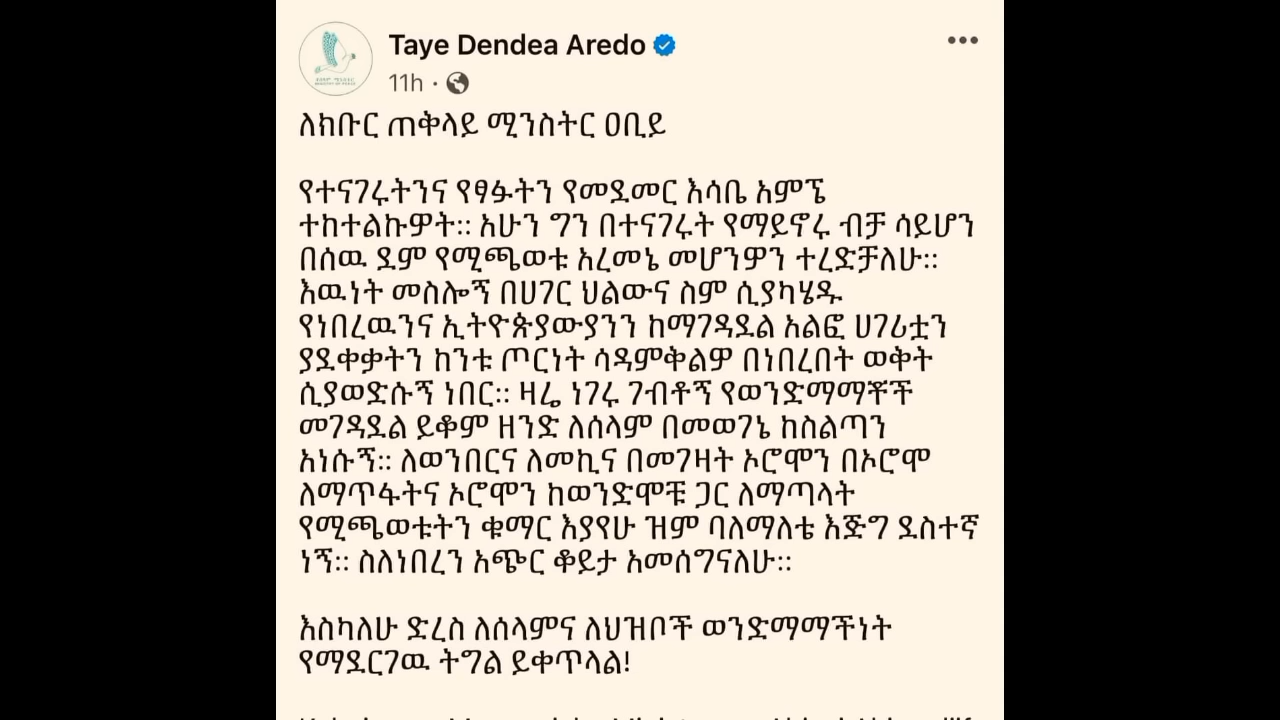 Taye Dendea Aredo
11h
ለክቡር ጠቅላይ ሚንስትር ዐቢይ
የተናገሩትንና የፃፉትን የመደመር እሳቤ አምኜ
ተከተልኩዎት። አሁን ግን በተናገሩት የማይኖሩ ብቻ ሳይሆን
በሰዉ ደም የሚጫወቱ አረመኔ መሆንዎን ተረድቻለሁ።
እዉነት መስሎኝ በሀገር ህልውና ስም ሲያካሄዱ
የነበረዉንና ኢትዮጵያውያንን ከማገዳደል አልፎ ሀገሪቷን
ያደቀቃትን ከንቱ ጦርነት ሳዳምቅልዎ በነበረበት ወቅት
ሲያወድሱኝ ነበር። ዛሬ ነገሩ ገብቶኝ የወንድማማቾች
መገዳደል ይቆም ዘንድ ለሰላም በመወገኔ ከስልጣን
አነሱኝ። ለወንበርና ለመኪና በመገዛት ኦሮሞን በኦሮሞ
ለማጥፋትና ኦሮሞን ከወንድሞቹ ጋር ለማጣላት
የሚጫወቱትን ቁማር እያየሁ ዝም ባለማለቴ እጅግ ደስተኛ
ነኝ። ስለነበረን አጭር ቆይታ አመሰግናለሁ።
እስካለሁ ድረስ ለሰላምና ለህዝቦች ወንድማማችነት
የማደርገዉ ትግል ይቀጥላል!